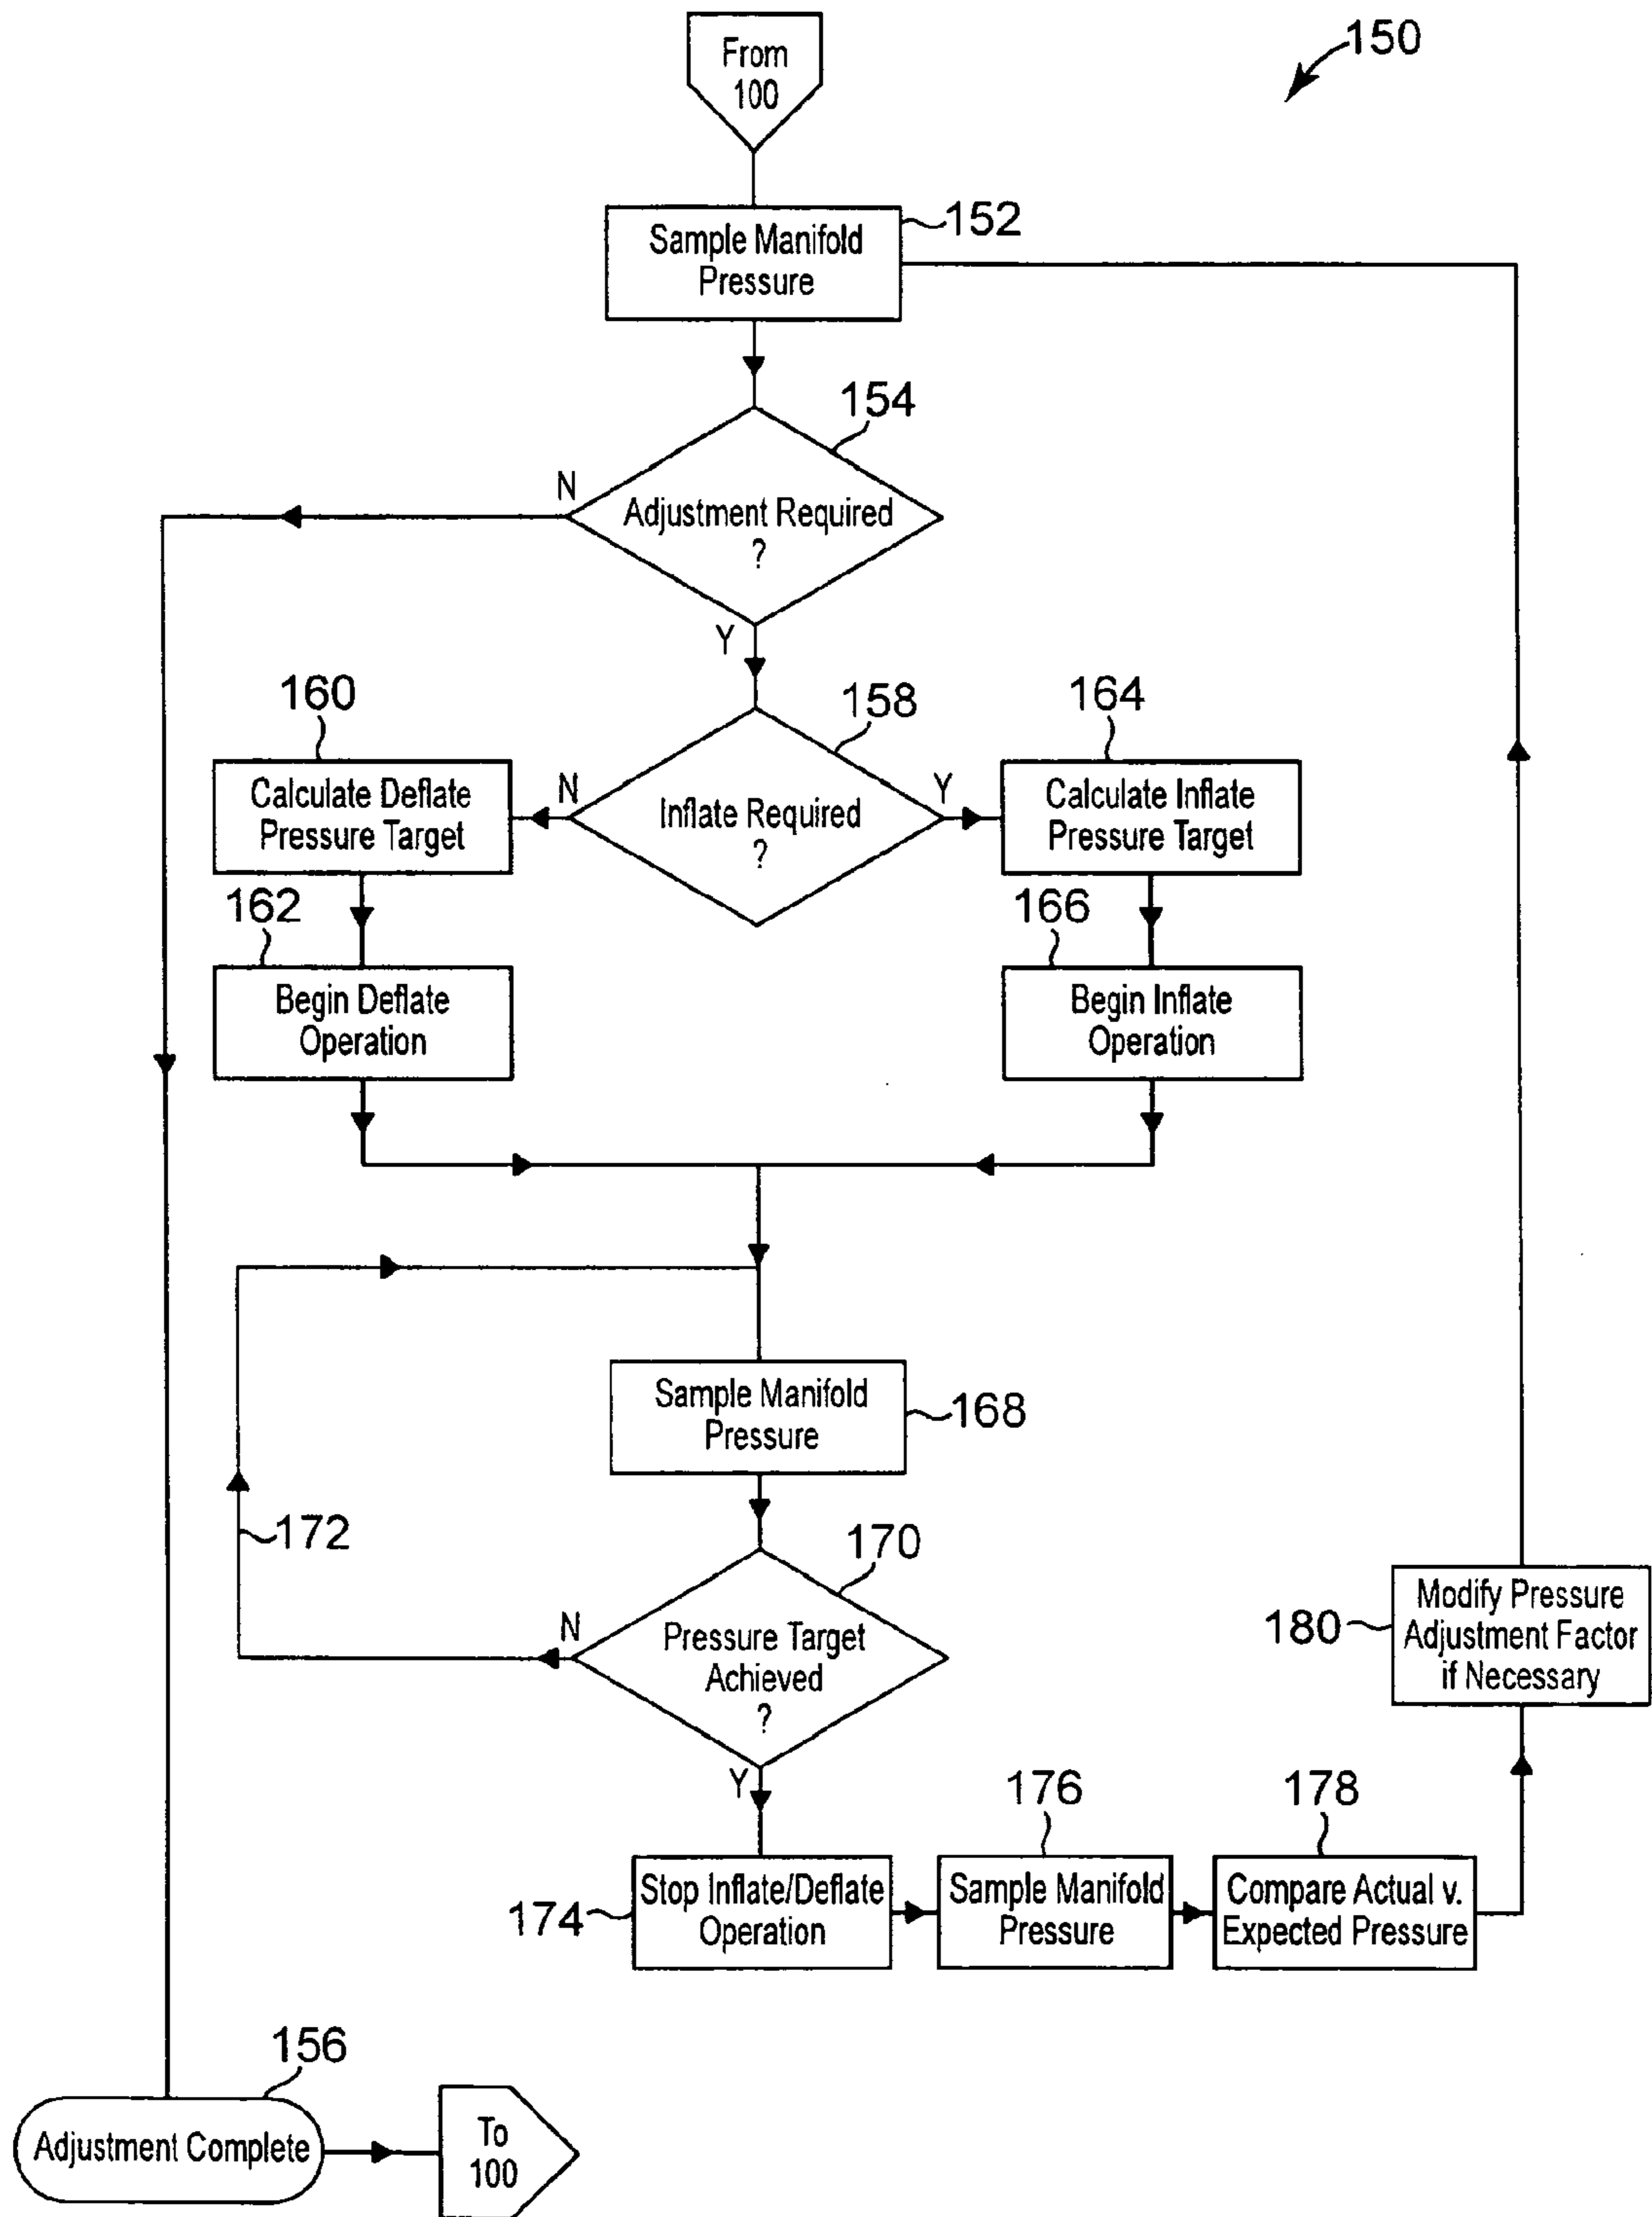 150
From
100
152
Sample Manifold
Pressure
154
N
Adjustment Required
?
Y
160
158
164
Calculate Deflate
Pressure Target
N
Inflate Required
?
Y
Calculate Inflate
Pressure Target
162
166
Begin Deflate
Operation
Begin Inflate
Operation
Sample Manifold
Pressure
168
172
170
N
Pressure Target
Achieved
?
Y
180
Modify Pressure
Adjustment Factor
if Necessary
176
178
174
Stop Inflate/Deflate
Operation
Sample Manifold
Pressure
Compare Actual v.
Expected Pressure
156
Adjustment Complete
To
100